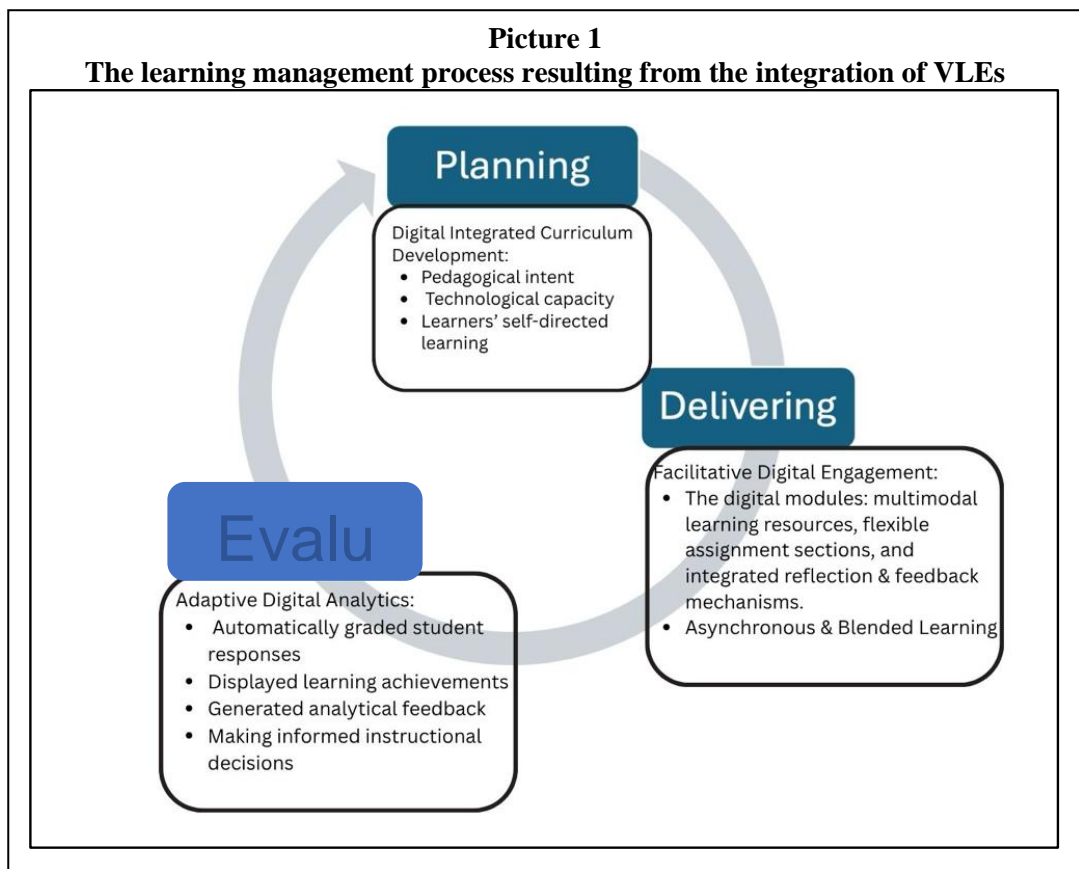 Picture 1
The learning management process resulting from the integration of VLEs
Planning
Digital Integrated Curriculum
Development:
• Pedagogical intent
• Technological capacity
• Learners’ self-directed
learning
Delivering
Facilitative Digital Engagement:
• The digital modules: multimodal
learning resources, flexible
assignment sections, and
integrated reflection & feedback
mechanisms.
• Asynchronous & Blended Learning
Evalu
Adaptive Digital Analytics:
• Automatically graded student
responses
• Displayed learning achievements
• Generated analytical feedback
• Making informed instructional
decisions